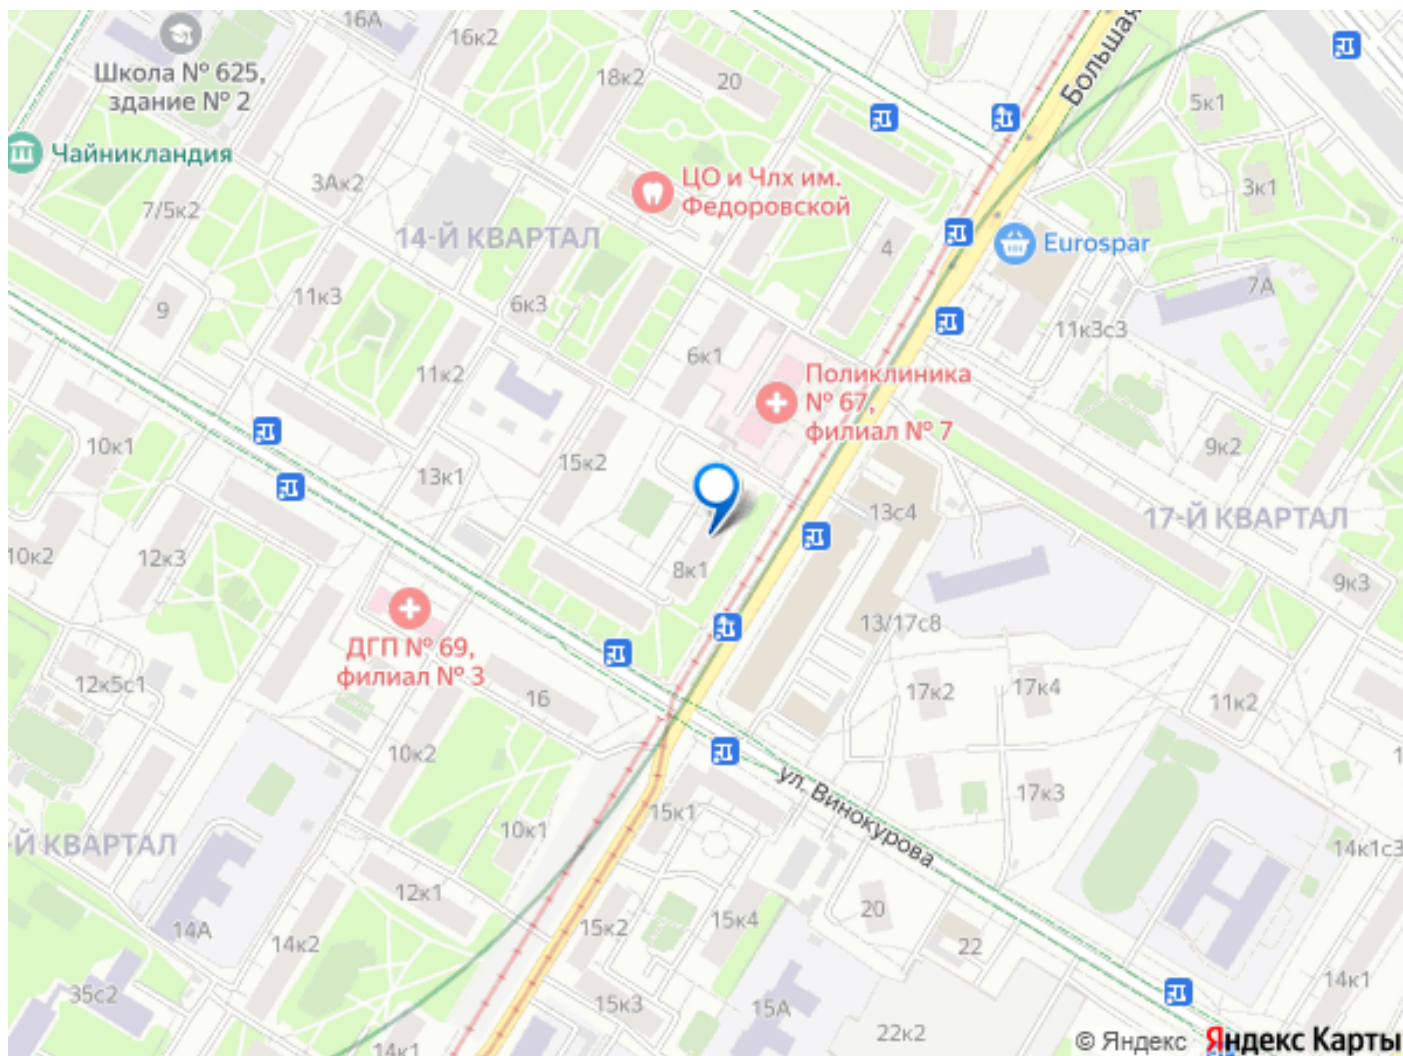 16А
16к2
Школа № 625,
здание № 2
18к2
20
Большая
5к1
Чайникландия
3Ак2
ЦО и Члх им.
Федоровской
3к1
7/5к2
14-Й КВАРТАЛ
4
Eurospar
7А
9
11к3
6к3
11к3с3
6к1
11к2
Поликлиника
№ 67,
филиал № 7
10к1
13к1
15к2
9к2
13с4
17-Й КВАРТАЛ
10к2
12к3
8к1
9к3
13/17с8
ДГП № 69,
филиал № 3
12к5с1
16
17к2
17к4
11к2
10к2
ул. Винокурова
17к3
15к1
10к1
-Й КВАРТАЛ
14к1с3
12к1
20
14А
14к2
15к2
15к4
22
35с2
15к3
15А
14к1
22к2
14к1
© Яндекс
Яндекс Карты